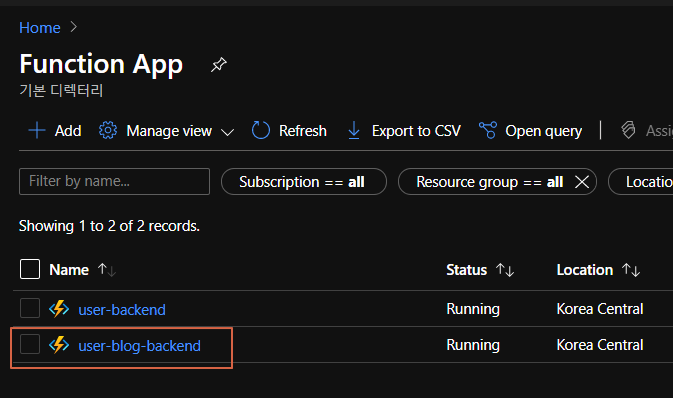 Home >
Function App
기본 디렉터리
Add Manage view Refresh Export to CSV Open query Assi
Filter by name... Subscription == all Resource group == all Locatio
Showing 1 to 2 of 2 records.
Name ↑↓ Status ↑↓ Location ↑↓
user-backend Running Korea Central
user-blog-backend Running Korea Central